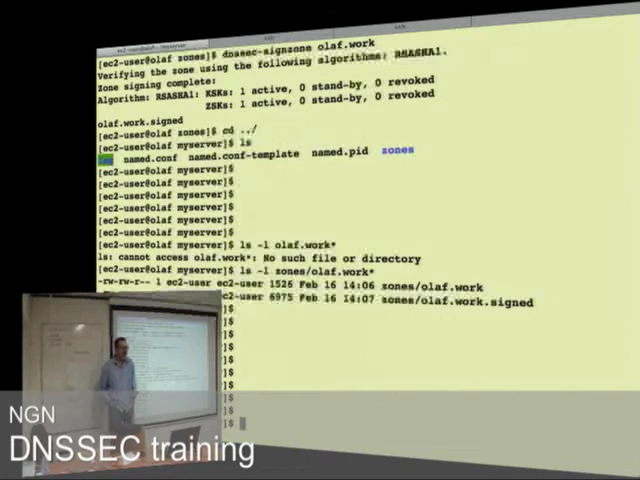 [ec2-user@olaf zones]$ dnssec-signzone olaf.work
Verifying the zone using the following algorithms: RSASHA1.
Zone signing complete:
Algorithm: RSASHA1: KSKs: 1 active, 0 stand-by, 0 revoked
ZSKs: 1 active, 0 stand-by, 0 revoked
olaf.work.signed
[ec2-user@olaf zones]$ cd ../
[ec2-user@olaf myserver]$ ls
named.conf named.conf-template named.pid zones
[ec2-user@olaf myserver]$
[ec2-user@olaf myserver]$
[ec2-user@olaf myserver]$
[ec2-user@olaf myserver]$
[ec2-user@olaf myserver]$
[ec2-user@olaf myserver]$
[ec2-user@olaf myserver]$ ls -l olaf.work*
ls: cannot access olaf.work*: No such file or directory
[ec2-user@olaf myserver]$ ls -l zones/olaf.work*
-rw-rw-r-- 1 ec2-user ec2-user 1526 Feb 16 14:06 zones/olaf.work
ec2-user 6975 Feb 16 14:07 zones/olaf.work.signed
]$
]$
]$
]$
]$
]$
]$
]$
]$
NGN
DNSSEC training